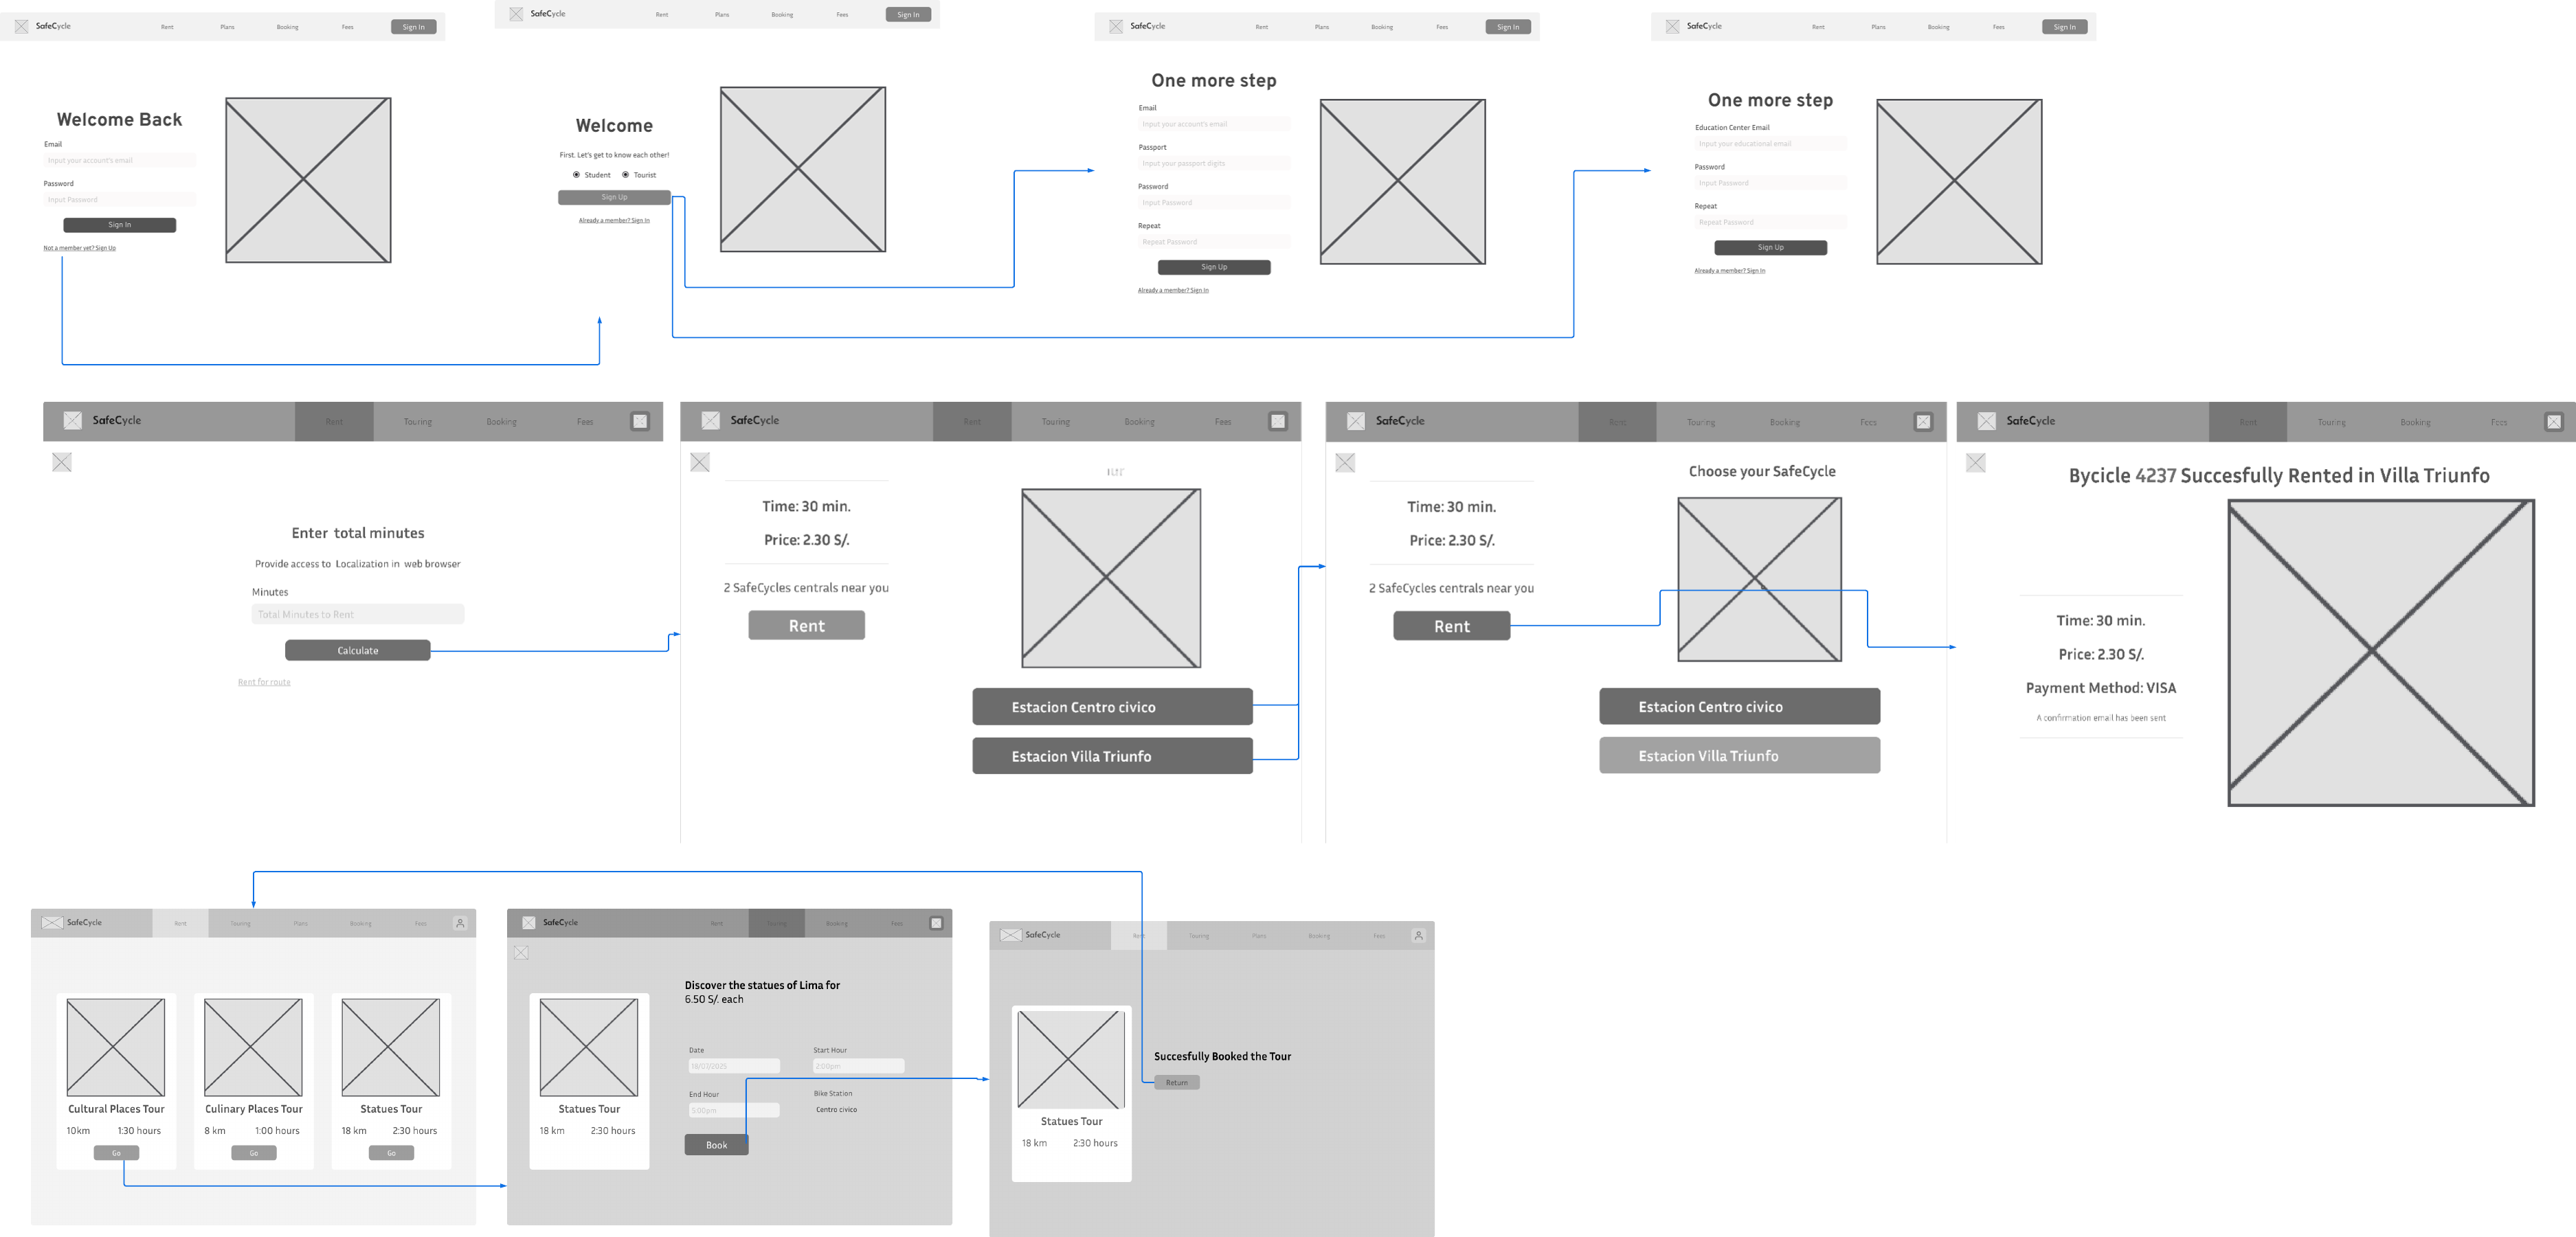 SafeCycle Rent Plans Booking Fees Sign In
Welcome Back
Email
Input your account's email
Password
Input Password
Sign In
Not a member yet? Sign Up
SafeCycle Rent Plans Booking Fees Sign In
Welcome
First. Let's get to know each other!
Student Tourist
Sign Up
Already a member? Sign In
SafeCycle Rent Plans Booking Fees Sign In
One more step
Email
Input your account's email
Passport
Input your passport digits
Password
Input Password
Repeat
Repeat Password
Sign Up
Already a member? Sign In
SafeCycle Rent Plans Booking Fees Sign In
One more step
Education Center Email
Input your educational email
Password
Input Password
Repeat
Repeat Password
Sign Up
Already a member? Sign In
SafeCycle Rent Touring Booking Fees
Enter total minutes
Provide access to Localization in web browser
Minutes
Total Minutes to Rent
Calculate
Rent for route
SafeCycle Rent Touring Booking Fees
Time: 30 min.
Price: 2.30 S/.
2 SafeCycles centrals near you
Rent
Estacion Centro civico
Estacion Villa Triunfo
SafeCycle Rent Touring Booking Fees
Time: 30 min.
Price: 2.30 S/.
2 SafeCycles centrals near you
Rent
Choose your SafeCycle
Estacion Centro civico
Estacion Villa Triunfo
SafeCycle Rent Touring Booking Fees
Bycicle 4237 Succesfully Rented in Villa Triunfo
Time: 30 min.
Price: 2.30 S/.
Payment Method: VISA
A confirmation email has been sent
SafeCycle Rent Touring Plans Booking Fees
Cultural Places Tour
10km 1:30 hours
Go
Culinary Places Tour
8 km 1:00 hours
Go
Statues Tour
18 km 2:30 hours
Go
SafeCycle Rent Touring Booking Fees
Statues Tour
18 km 2:30 hours
Discover the statues of Lima for
6.50 S/. each
Date Start Hour
18/07/2025 2:00pm
End Hour Bike Station
5:00pm Centro civico
Book
SafeCycle Rent Touring Plans Booking Fees
Statues Tour
18 km 2:30 hours
Succesfully Booked the Tour
Return